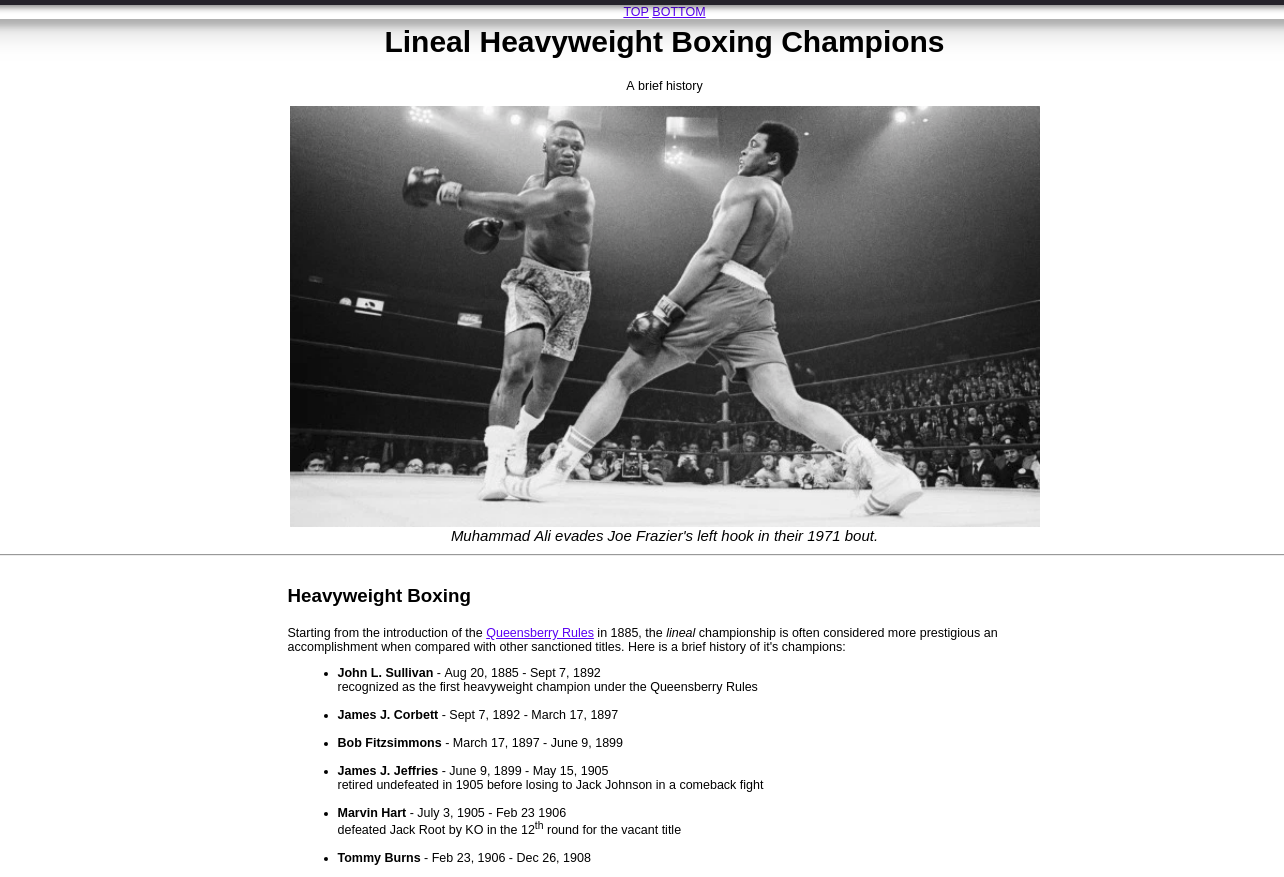 TOP BOTTOM
Lineal Heavyweight Boxing Champions
A brief history
Muhammad Ali evades Joe Frazier's left hook in their 1971 bout.
Heavyweight Boxing
Starting from the introduction of the Queensberry Rules in 1885, the lineal championship is often considered more prestigious an
accomplishment when compared with other sanctioned titles. Here is a brief history of it's champions:
• John L. Sullivan - Aug 20, 1885 - Sept 7, 1892
recognized as the first heavyweight champion under the Queensberry Rules
• James J. Corbett - Sept 7, 1892 - March 17, 1897
• Bob Fitzsimmons - March 17, 1897 - June 9, 1899
• James J. Jeffries - June 9, 1899 - May 15, 1905
retired undefeated in 1905 before losing to Jack Johnson in a comeback fight
• Marvin Hart - July 3, 1905 - Feb 23 1906
defeated Jack Root by KO in the 12th round for the vacant title
• Tommy Burns - Feb 23, 1906 - Dec 26, 1908